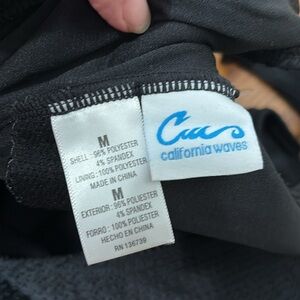 M
SHELL: 96% POLYESTER
4% SPANDEX
LINING: 100% POLYESTER
MADE IN CHINA
M
EXTERIOR: 96% POLIESTER
4% SPANDEX
FORRO: 100% POLIESTER
HECHO EN CHINA
RN 136739
california waves